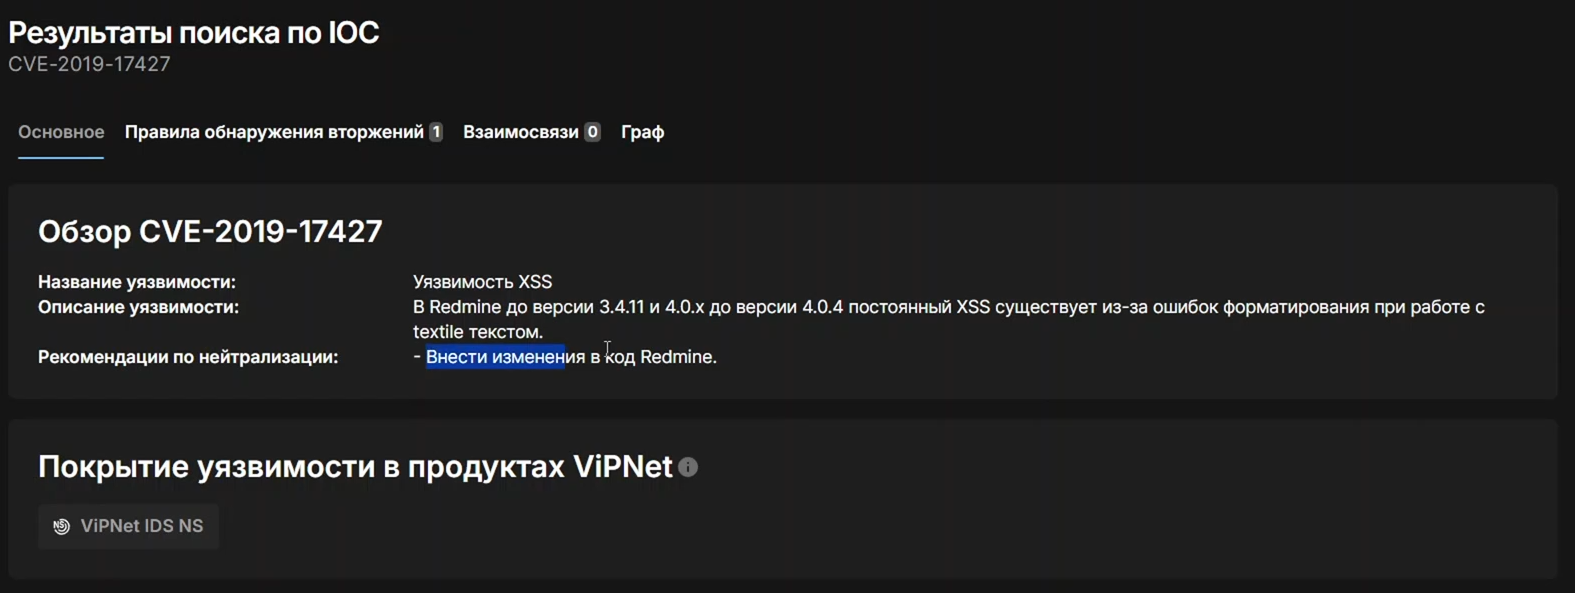 Результаты поиска по IOC
CVE-2019-17427
Основное Правила обнаружения вторжений 1 Взаимосвязи 0 Граф
Обзор CVE-2019-17427
Название уязвимости: Уязвимость XSS
Описание уязвимости: В Redmine до версии 3.4.11 и 4.0.x до версии 4.0.4 постоянный XSS существует из-за ошибок форматирования при работе с
textile текстом.
Рекомендации по нейтрализации: - Внести изменения в код Redmine.
Покрытие уязвимости в продуктах ViPNet
NS ViPNet IDS NS